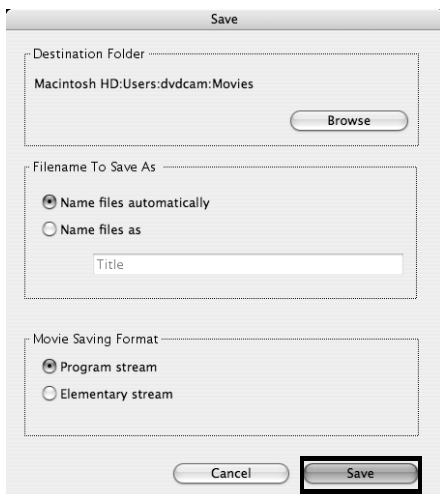 Save
Destination Folder
Macintosh HD:Users:dvdcam:Movies
Browse
Filename To Save As
Name files automatically
Name files as
Title
Movie Saving Format
Program stream
Elementary stream
Cancel Save